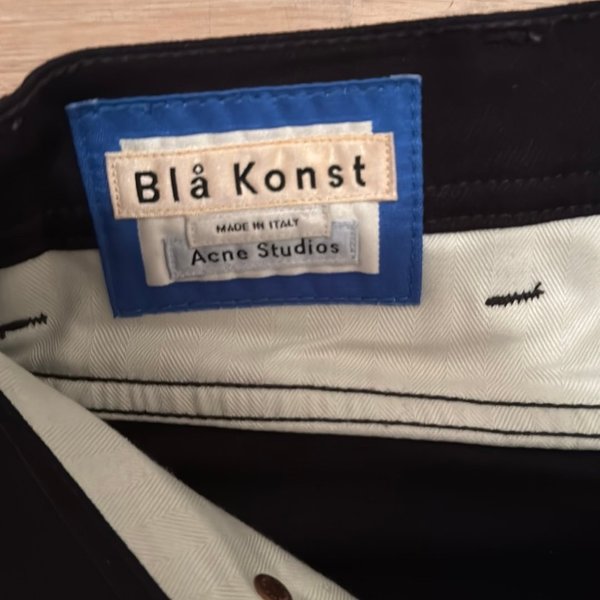 Blå Konst
MADE IN ITALY
Acne Studios